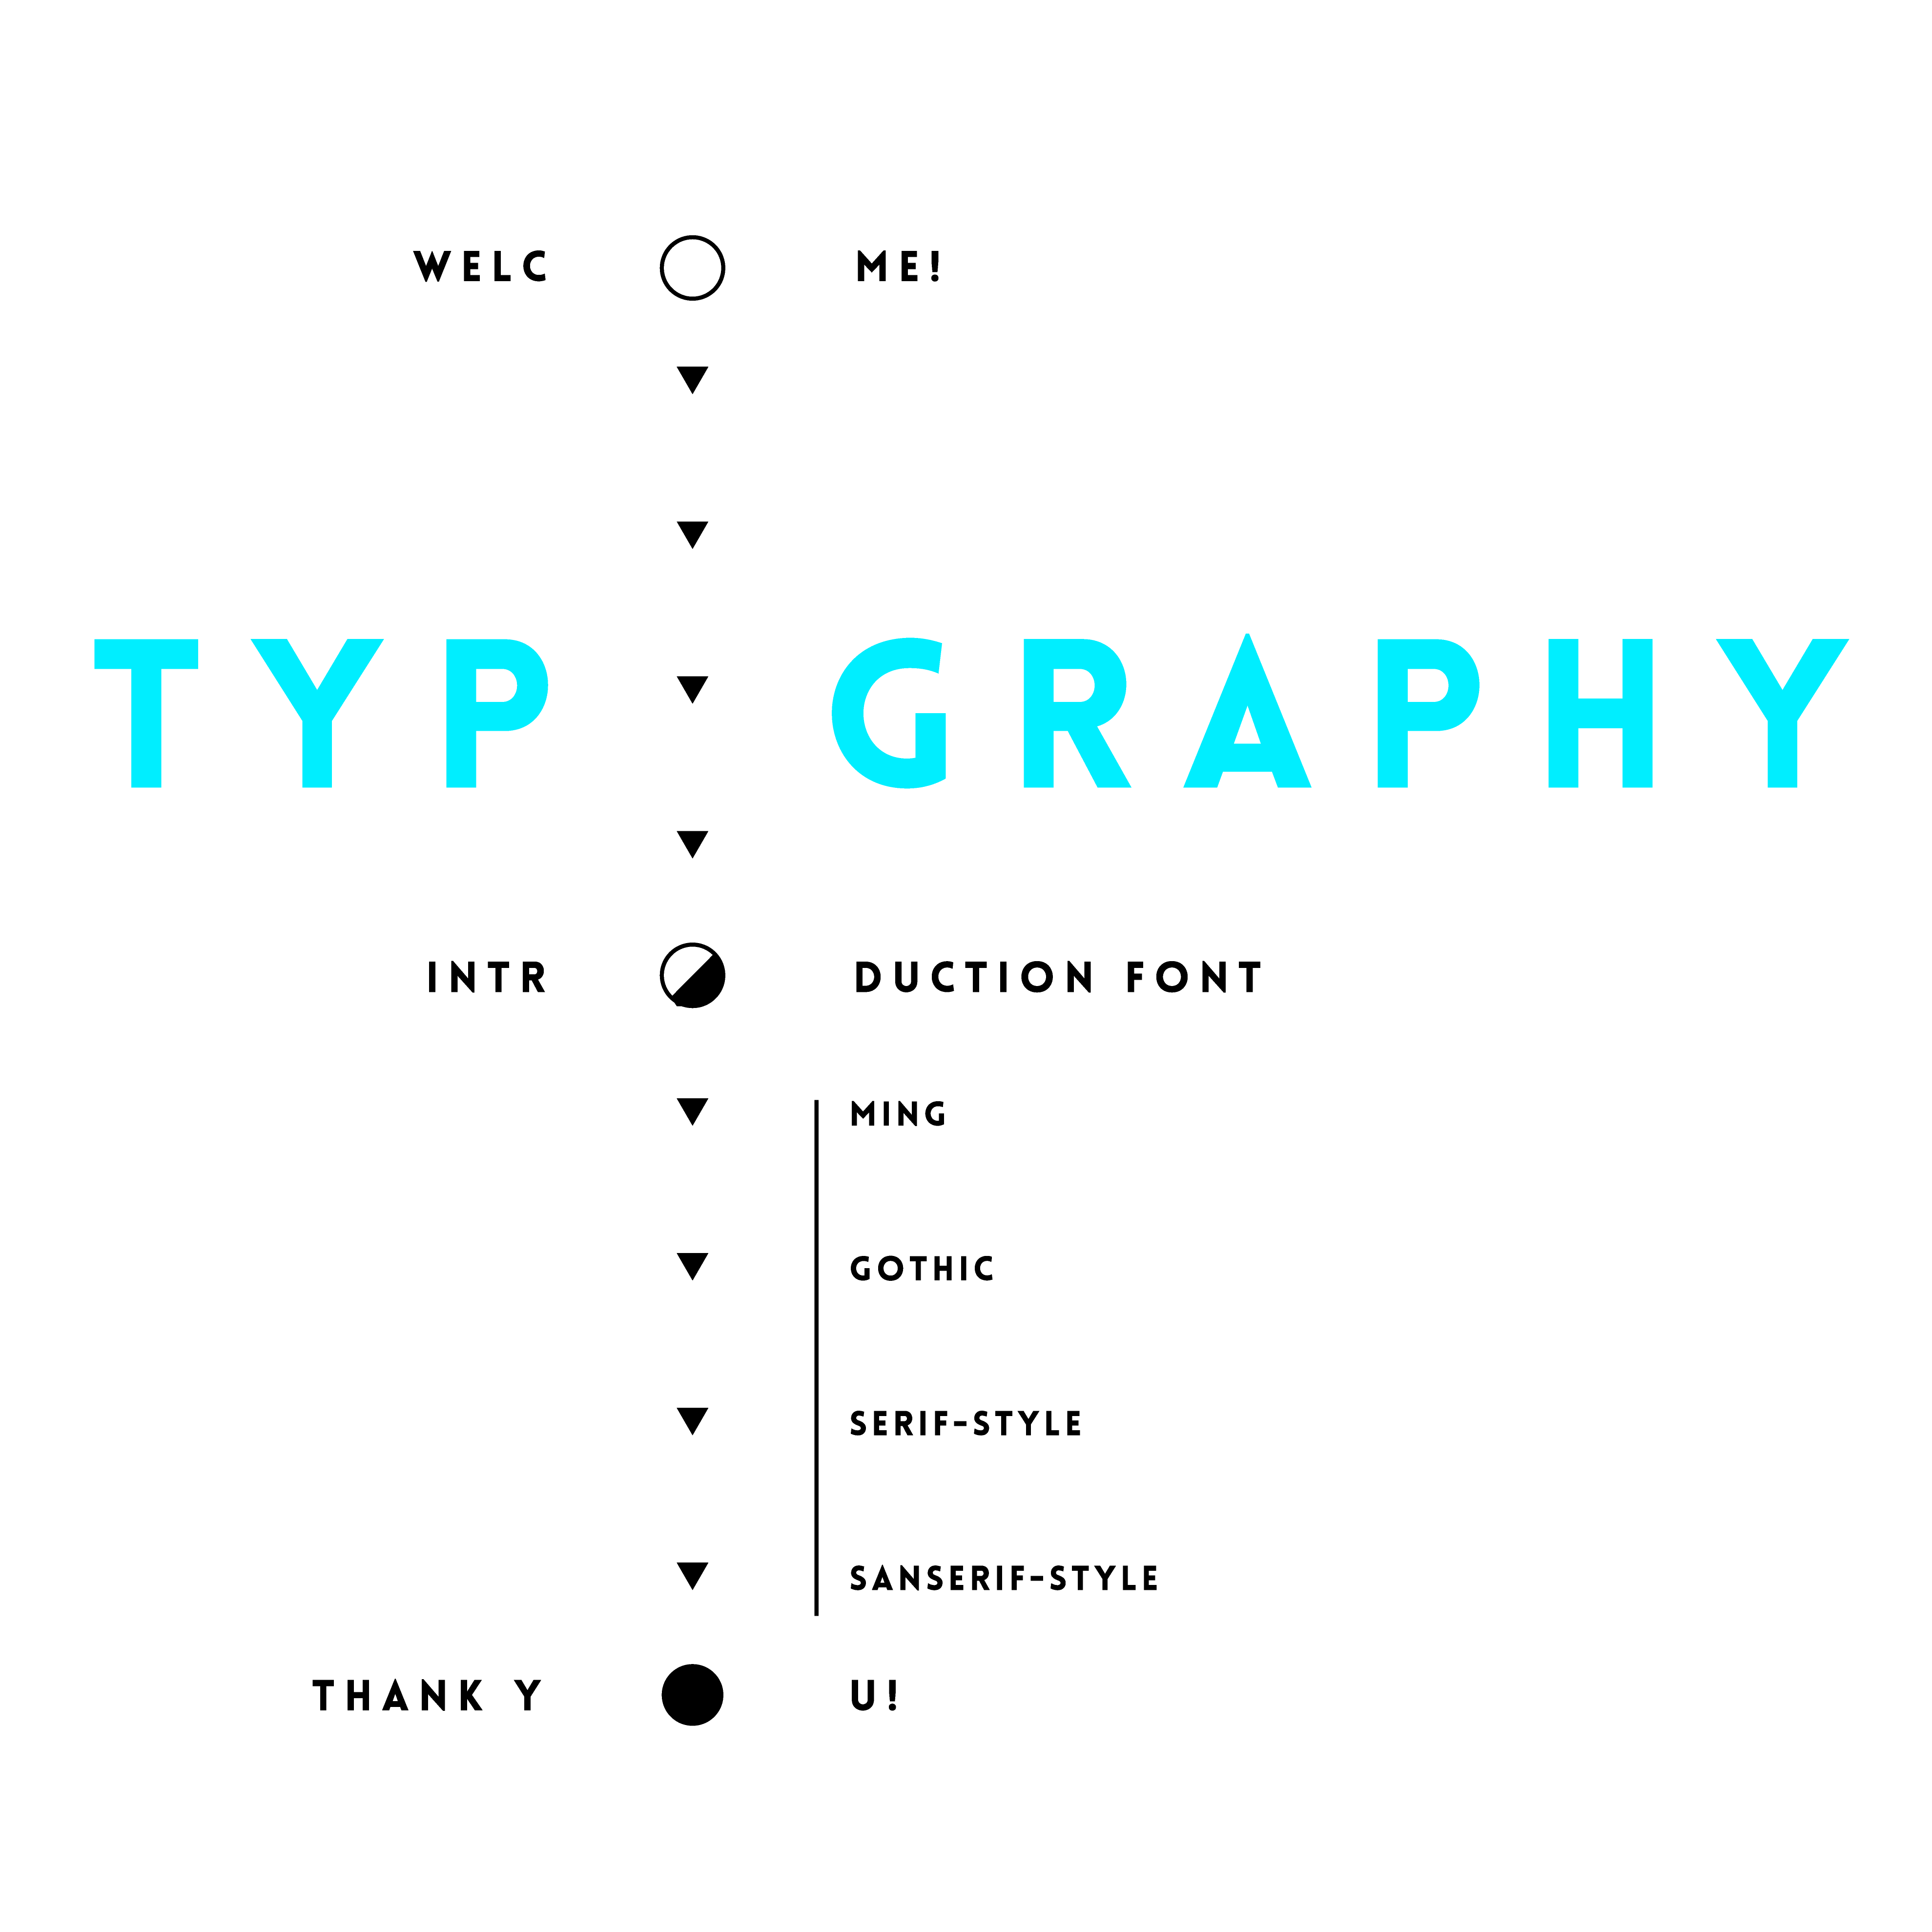 WELC ME!
TYP GRAPHY
INTR DUCTION FONT
MING
GOTHIC
SERIF-STYLE
SANSERIF-STYLE
THANK Y U!